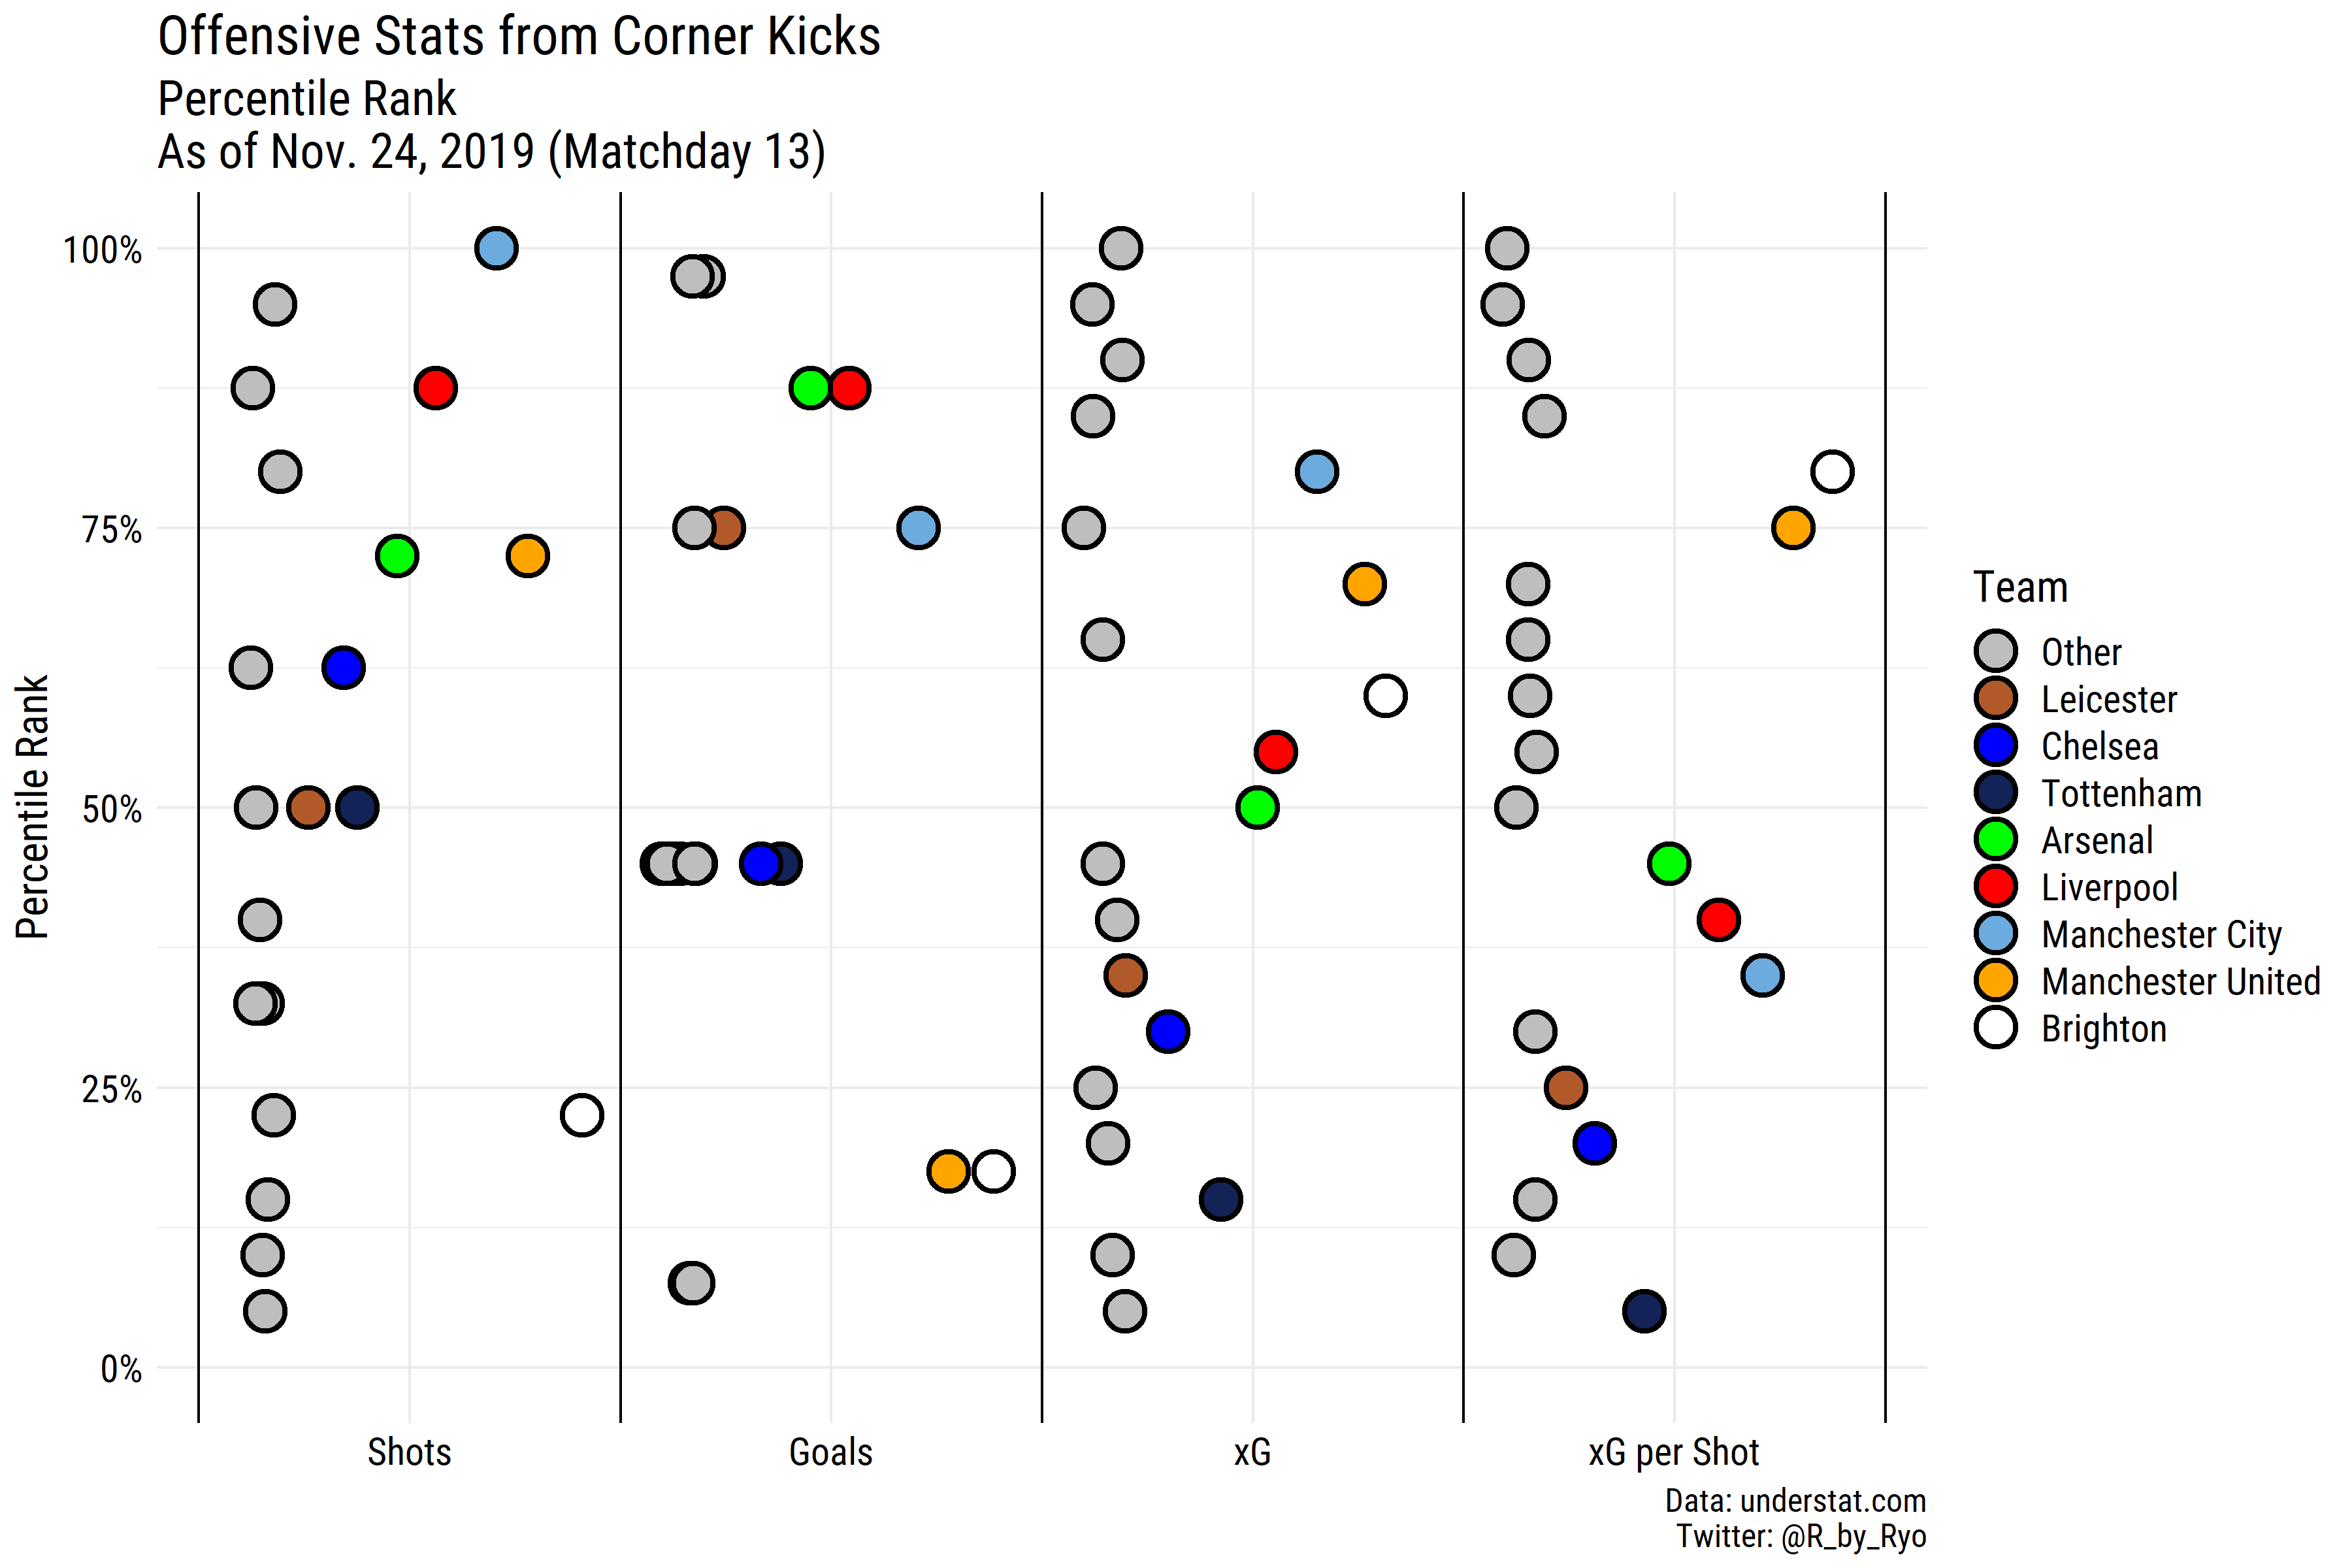 Offensive Stats from Corner Kicks
Percentile Rank
As of Nov. 24, 2019 (Matchday 13)
Percentile Rank
100%
75%
50%
25%
0%
Shots
Goals
xG
xG per Shot
Team
Other
Leicester
Chelsea
Tottenham
Arsenal
Liverpool
Manchester City
Manchester United
Brighton
Data: understat.com
Twitter: @R_by_Ryo